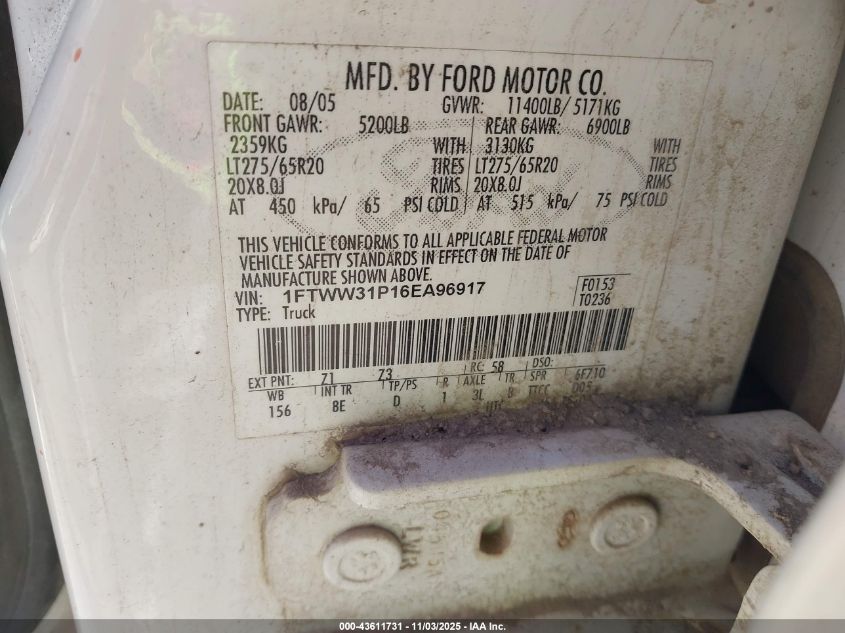 MFD. BY FORD MOTOR CO.
DATE: 08/05 GVWR: 11400LB/ 5171KG
FRONT GAWR: 5200LB REAR GAWR: 6900LB
2359KG WITH 3130KG WITH
LT275/65R20 TIRES LT275/65R20 TIRES
20X8.0J RIMS 20X8.0J RIMS
AT 450 kPa/ 65 PSI COLD AT 515 kPa/ 75 PSI COLD
THIS VEHICLE CONFORMS TO ALL APPLICABLE FEDERAL MOTOR
VEHICLE SAFETY STANDARDS IN EFFECT ON THE DATE OF
MANUFACTURE SHOWN ABOVE.
VIN: 1FTWW31P16EA96917 F0153
TYPE: Truck T0236
EXT PNT: Z1 Z3 RC: 58 DSO:
WB INT TR TP/PS R AXLE TR SPR 6F710
156 BE D 1 3L B
LWR
000-43611731 - 11/03/2025 - IAA Inc.